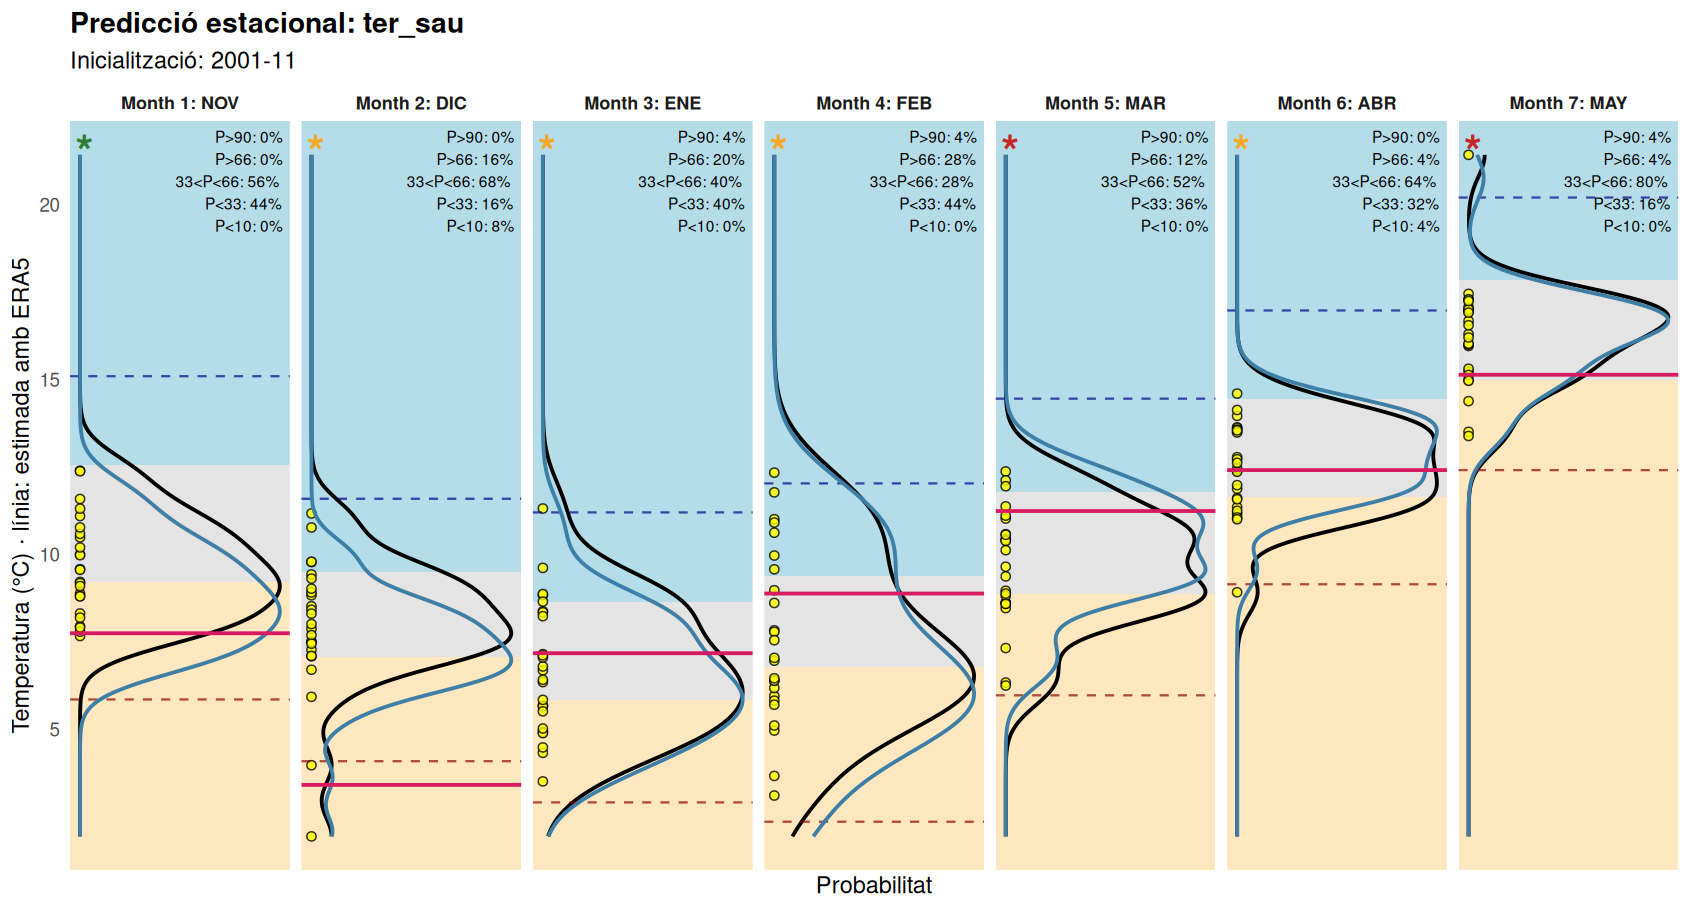 Predicció estacional: ter_sau
Inicialització: 2001-11
Month 1: NOV
Month 2: DIC
Month 3: ENE
Month 4: FEB
Month 5: MAR
Month 6: ABR
Month 7: MAY
*
P>90: 0%
P>66: 0%
33<P<66: 56%
P<33: 44%
P<10: 0%
*
P>90: 0%
P>66: 16%
33<P<66: 68%
P<33: 16%
P<10: 8%
*
P>90: 4%
P>66: 20%
33<P<66: 40%
P<33: 40%
P<10: 0%
*
P>90: 4%
P>66: 28%
33<P<66: 28%
P<33: 44%
P<10: 0%
*
P>90: 0%
P>66: 12%
33<P<66: 52%
P<33: 36%
P<10: 0%
*
P>90: 0%
P>66: 4%
33<P<66: 64%
P<33: 32%
P<10: 4%
*
P>90: 4%
P>66: 4%
33<P<66: 80%
P<33: 16%
P<10: 0%
20
15
10
5
Temperatura (°C) · línia: estimada amb ERA5
Probabilitat